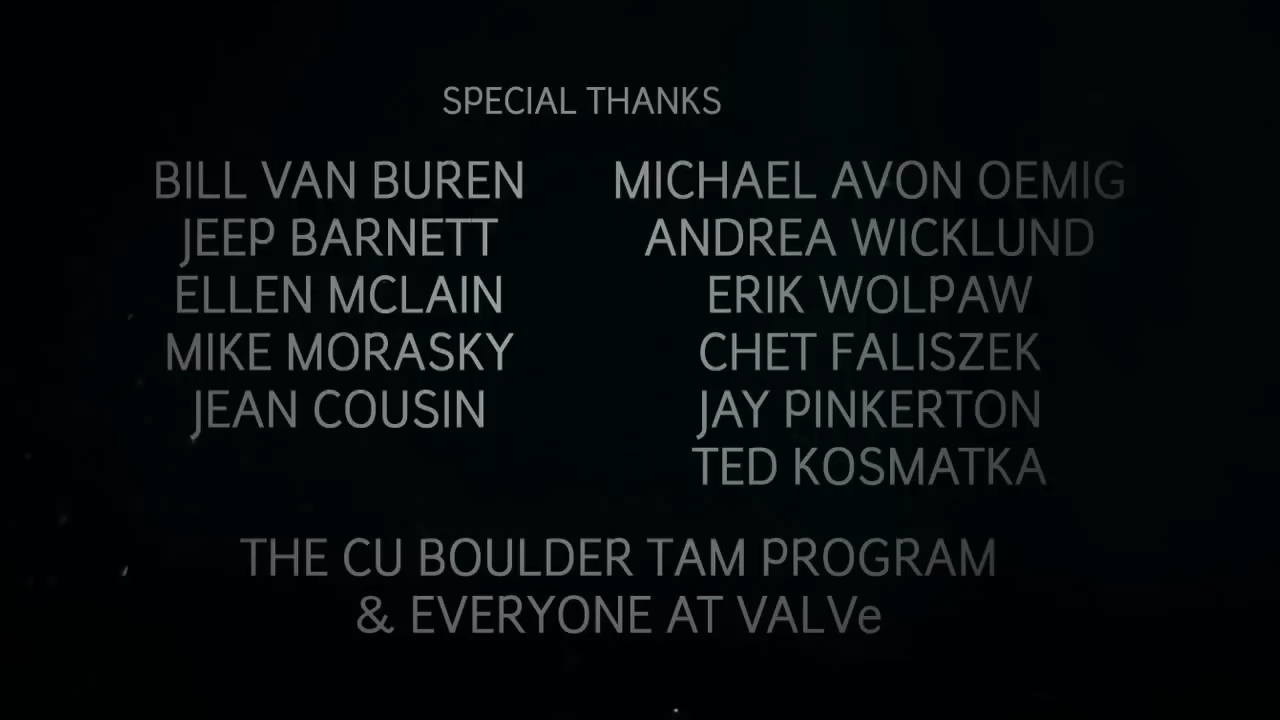 SPECIAL THANKS
BILL VAN BUREN
JEEP BARNETT
ELLEN MCLAIN
MIKE MORASKY
JEAN COUSIN
MICHAEL AVON OEMIG
ANDREA WICKLUND
ERIK WOLPAW
CHET FALISZEK
JAY PINKERTON
TED KOSMATKA
THE CU BOULDER TAM PROGRAM
& EVERYONE AT VALVe